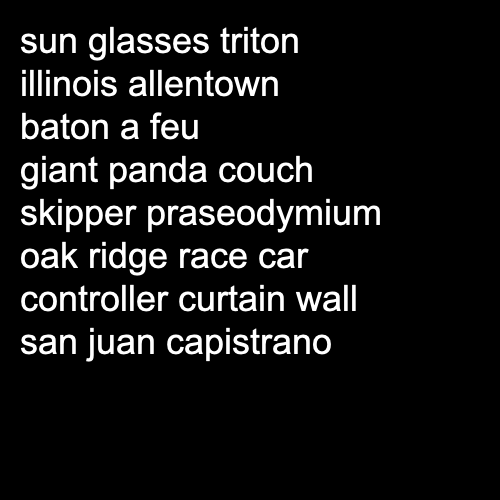 sun glasses triton
illinois allentown
baton a feu
giant panda couch
skipper praseodymium
oak ridge race car
controller curtain wall
san juan capistrano